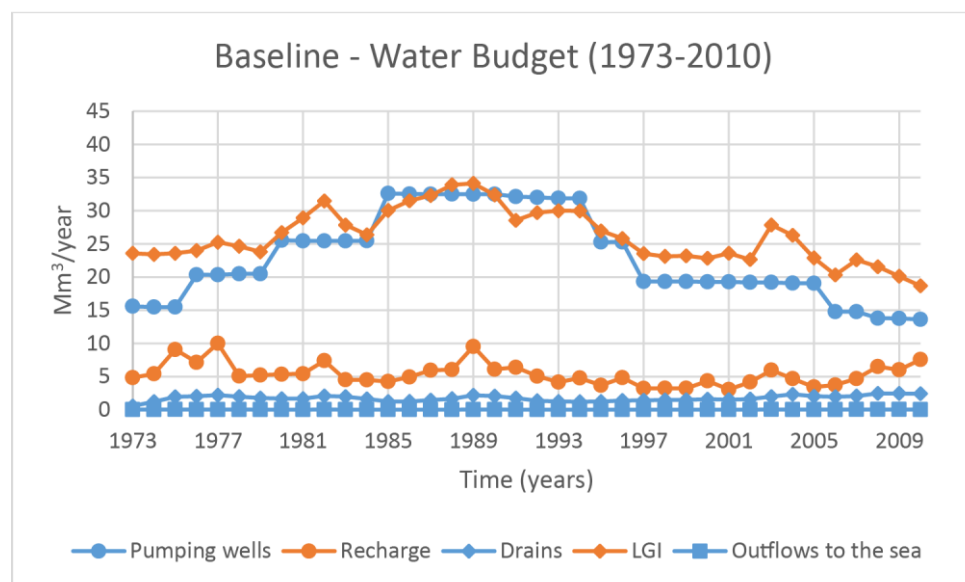 Baseline - Water Budget (1973-2010)
45
40
35
30
25
20
15
10
5
0
Mm³/year
1973 1977 1981 1985 1989 1993 1997 2001 2005 2009
Time (years)
Pumping wells Recharge Drains LGI Outflows to the sea